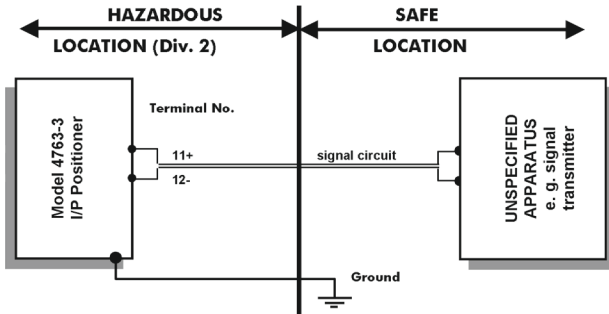 HAZARDOUS
LOCATION (Div. 2)
SAFE
LOCATION
Model 4763-3
I/P Positioner
Terminal No.
11+
12-
signal circuit
UNSPECIFIED
APPARATUS
e. g. signal
transmitter
Ground